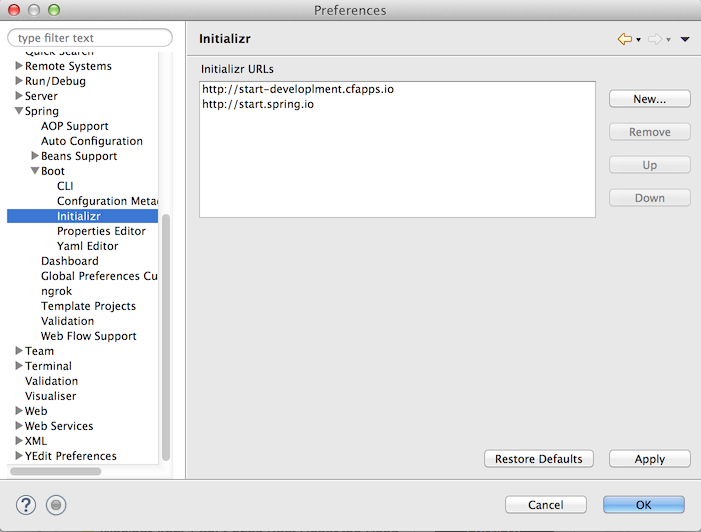 Preferences
type filter text
Initializr
Quick Search
Remote Systems
Run/Debug
Server
Spring
AOP Support
Auto Configuration
Beans Support
Boot
CLI
Confguration Meta
Initializr
Properties Editor
Yaml Editor
Dashboard
Global Preferences Cu
ngrok
Template Projects
Validation
Web Flow Support
Team
Terminal
Validation
Visualiser
Web
Web Services
XML
YEdit Preferences
Initializr URLs
http://start-developlment.cfapps.io
http://start.spring.io
New...
Remove
Up
Down
Restore Defaults
Apply
?
Cancel
OK